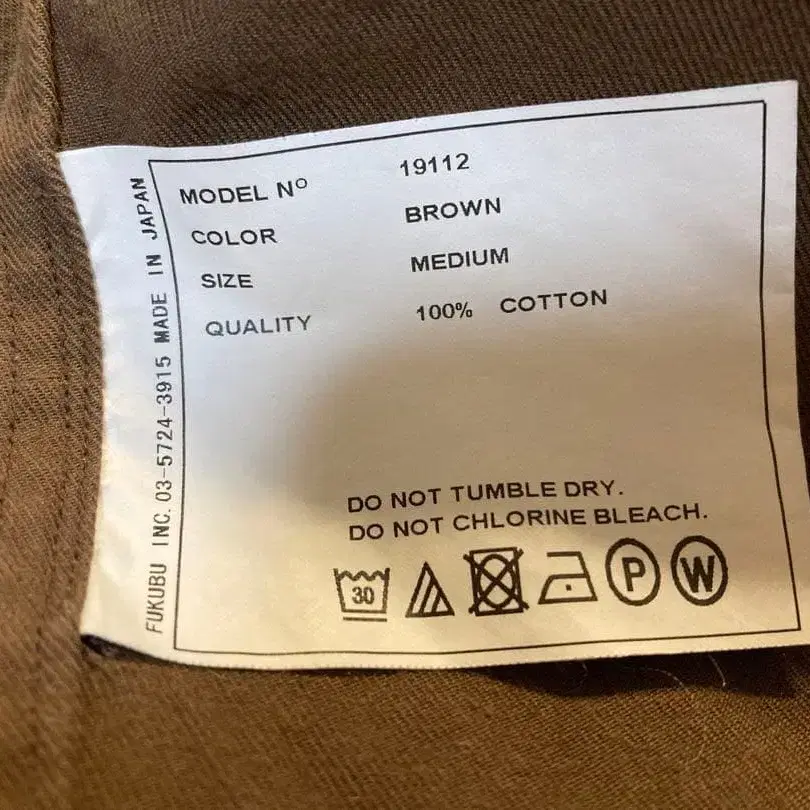 MODEL Nº 19112
COLOR BROWN
SIZE MEDIUM
QUALITY 100% COTTON
DO NOT TUMBLE DRY.
DO NOT CHLORINE BLEACH.
30 P W
FUKUBU INC. 03-5724-3915 MADE IN JAPAN